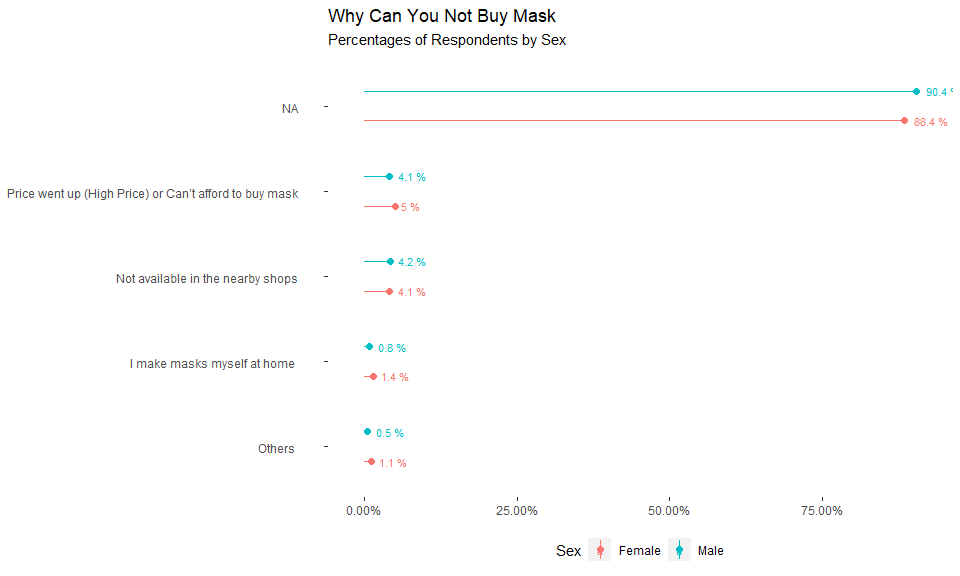 Why Can You Not Buy Mask
Percentages of Respondents by Sex
NA
90.4 %
88.4 %
Price went up (High Price) or Can't afford to buy mask
4.1 %
5 %
Not available in the nearby shops
4.2 %
4.1 %
I make masks myself at home
0.8 %
1.4 %
Others
0.5 %
1.1 %
0.00% 25.00% 50.00% 75.00%
Sex Female Male